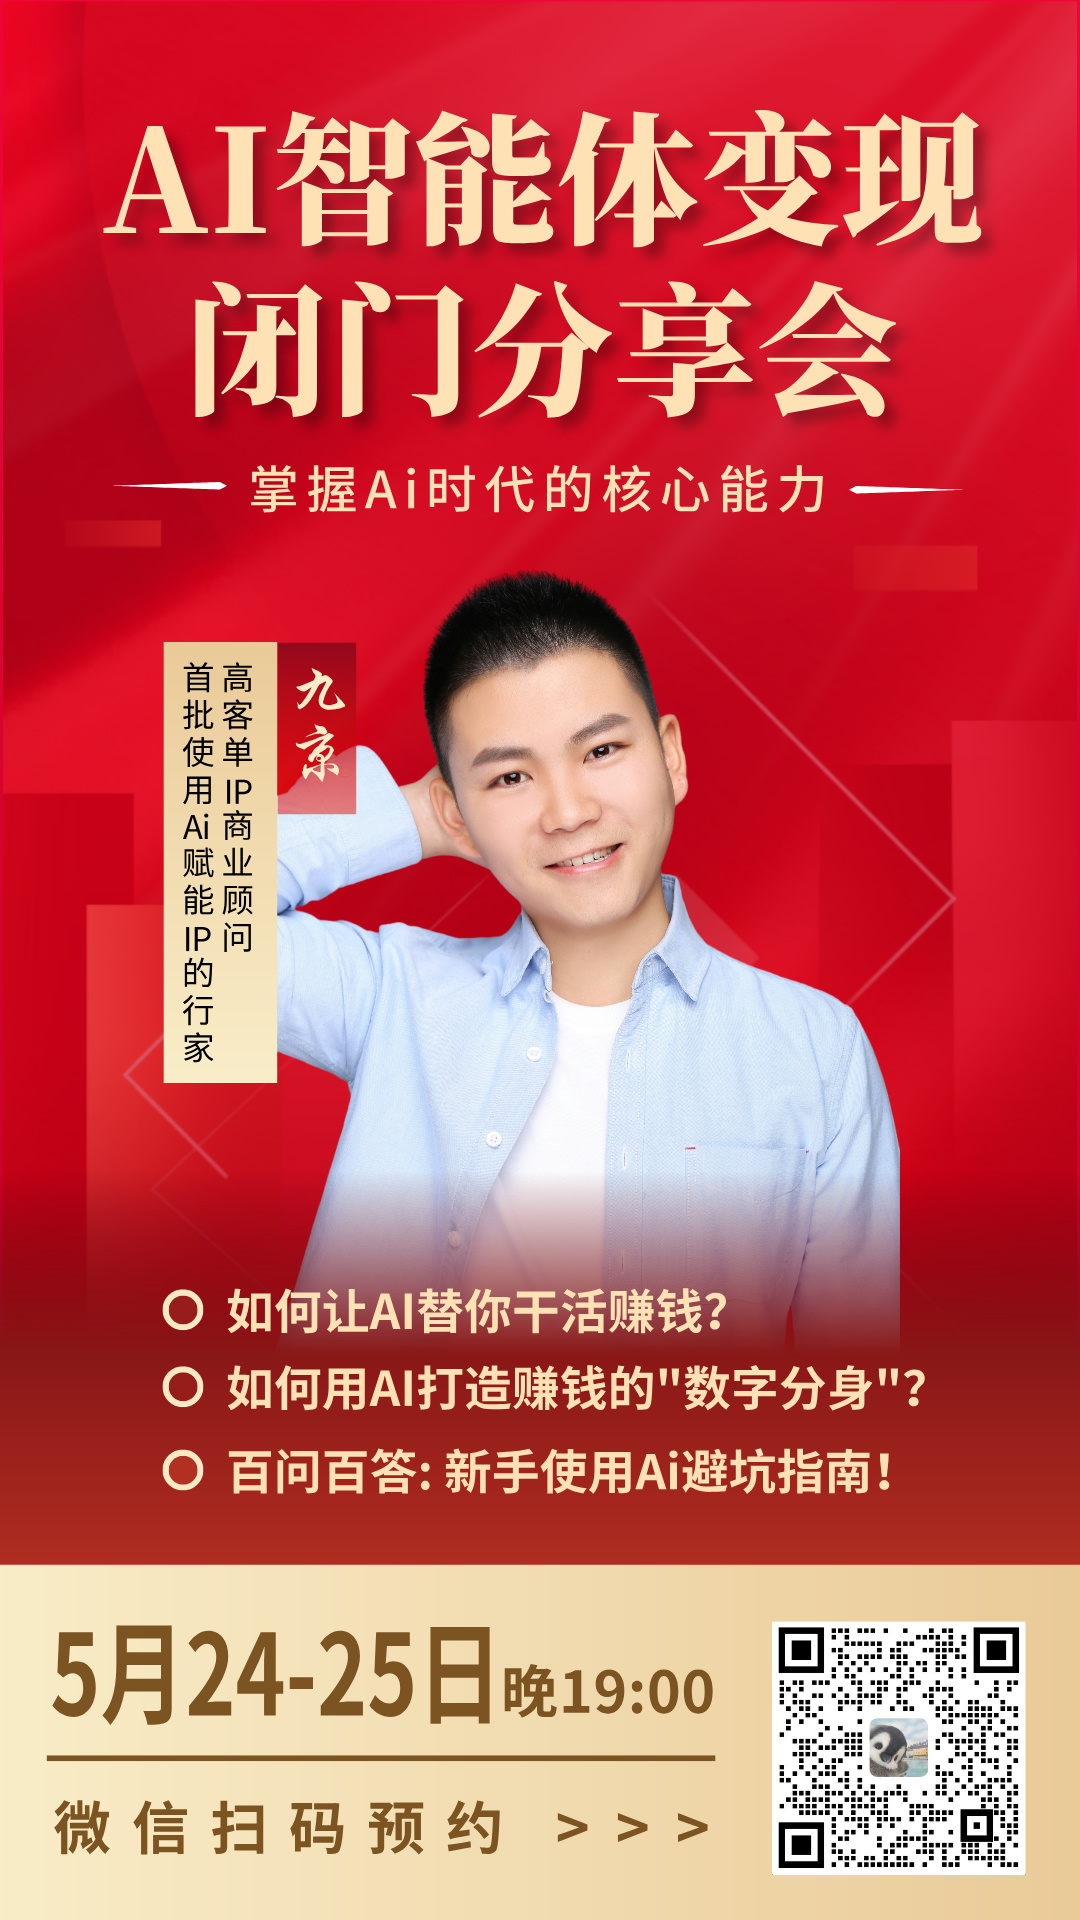 AI智能体变现
闭门分享会
掌握Ai时代的核心能力
九京
高客单IP商业顾问
首批使用Ai赋能IP的行家
如何让AI替你干活赚钱？
如何用AI打造赚钱的"数字分身"？
百问百答: 新手使用Ai避坑指南！
5月24-25日晚19:00
微信扫码预约 >>>